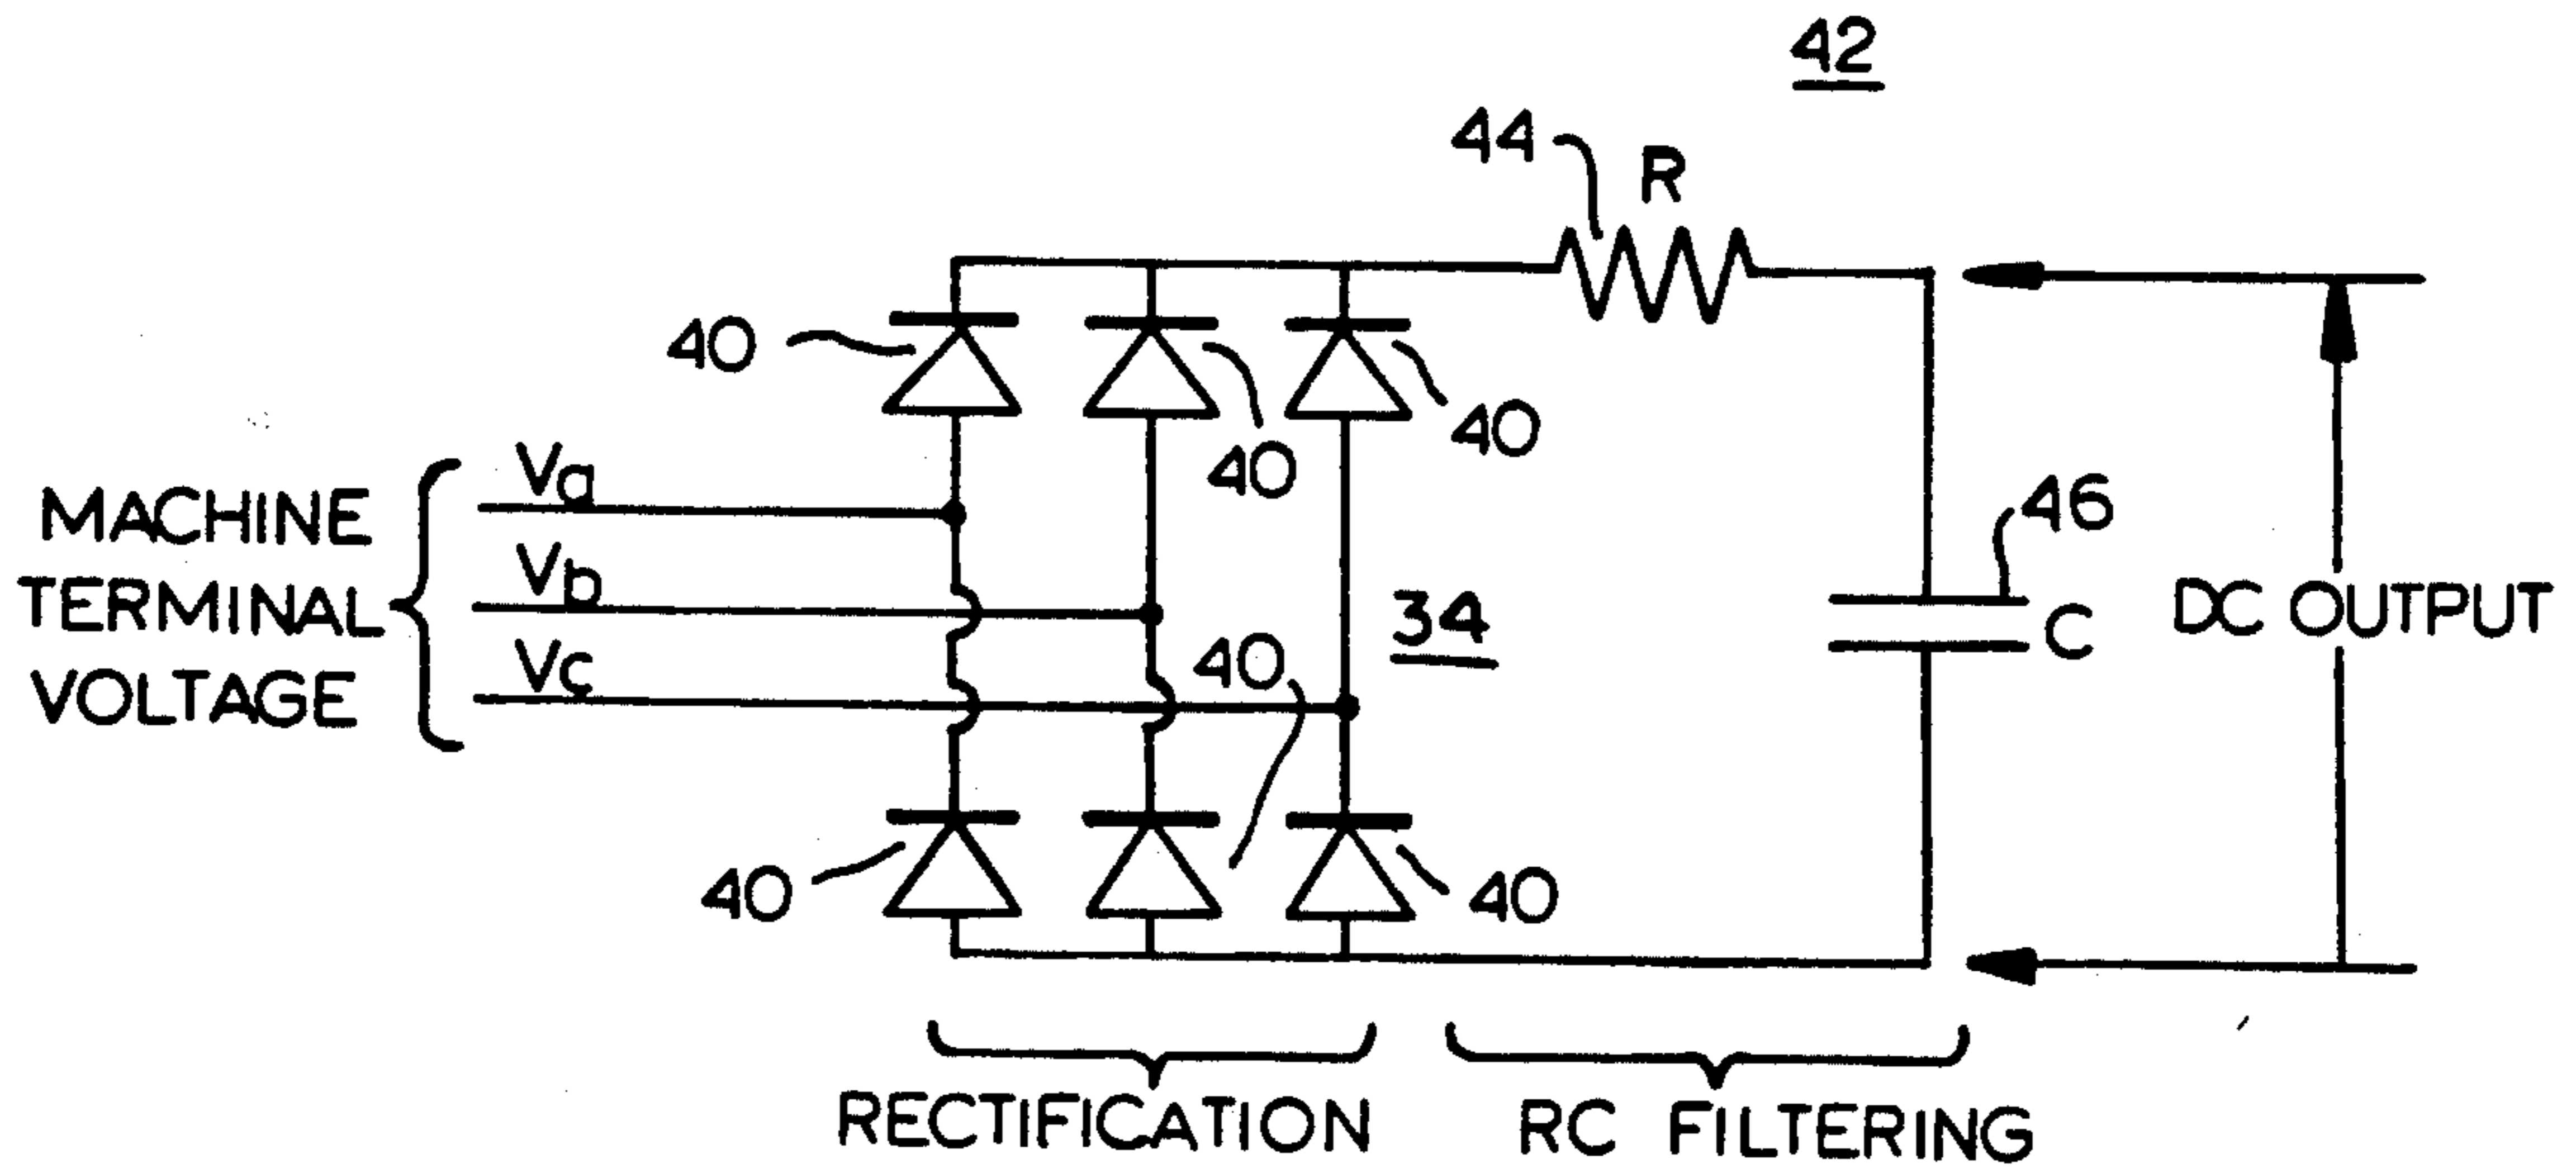 42
44
R
40
40
40
Va
MACHINE
TERMINAL
VOLTAGE
Vb
Vc
46
C
DC OUTPUT
34
40
40
40
RECTIFICATION
RC FILTERING